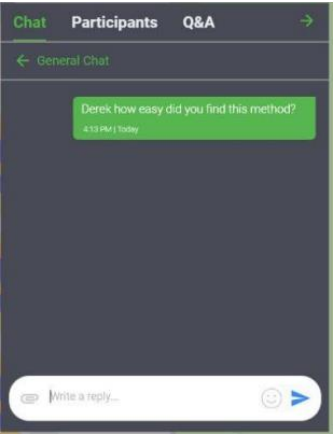 Chat Participants Q&A →
← General Chat
Derek how easy did you find this method?
4:13 PM | Today
Write a reply...